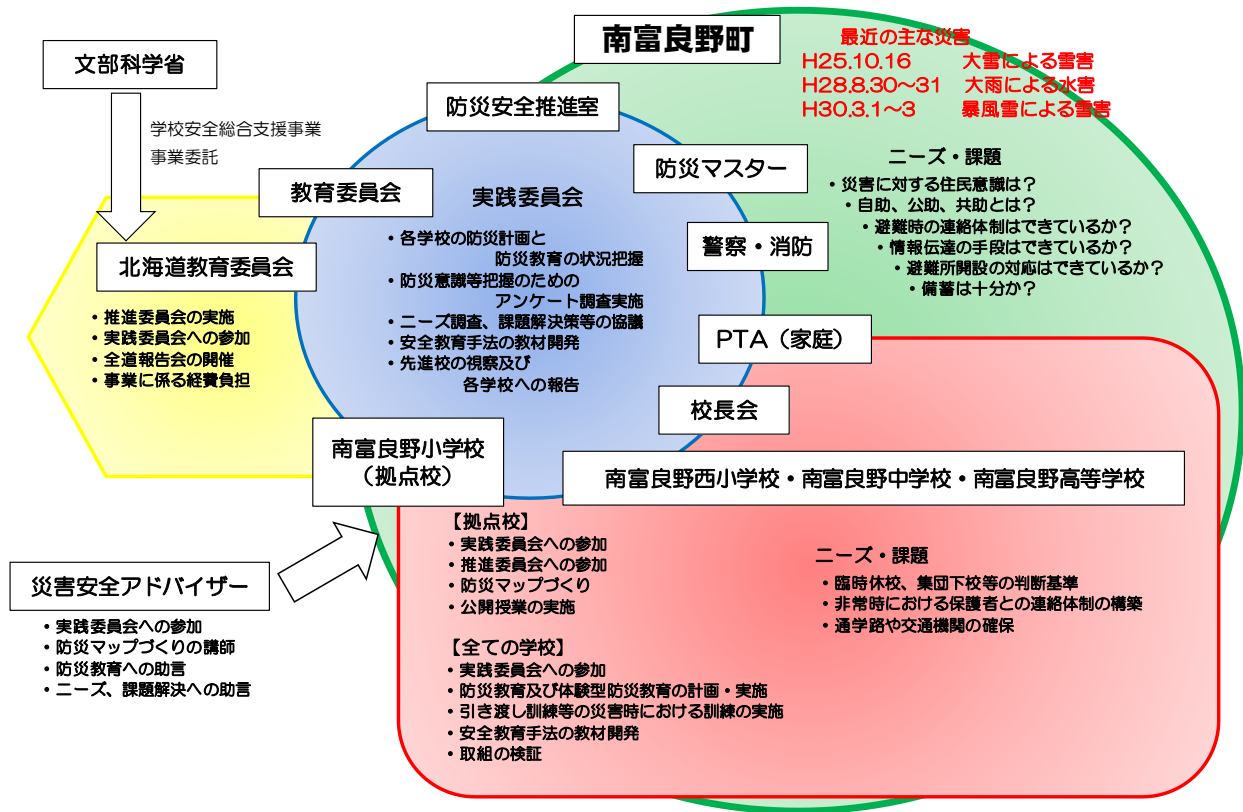 南富良野町
最近の主な災害
H25.10.16 大雪による雪害
H28.8.30～31 大雨による水害
H30.3.1～3 暴風雪による雪害
文部科学省
学校安全総合支援事業
事業委託
防災安全推進室
教育委員会
防災マスター
警察・消防
PTA（家庭）
校長会
ニーズ・課題
・災害に対する住民意識は？
・自助、公助、共助とは？
・避難時の連絡体制はできているか？
・情報伝達の手段はできているか？
・避難所開設の対応はできているか？
・備蓄は十分か？
実践委員会
・各学校の防災計画と
防災教育の状況把握
・防災意識等把握のための
アンケート調査実施
・ニーズ調査、課題解決策等の協議
・安全教育手法の教材開発
・先進校の視察及び
各学校への報告
北海道教育委員会
・推進委員会の実施
・実践委員会への参加
・全道報告会の開催
・事業に係る経費負担
南富良野小学校
（拠点校）
南富良野西小学校・南富良野中学校・南富良野高等学校
【拠点校】
・実践委員会への参加
・推進委員会への参加
・防災マップづくり
・公開授業の実施
【全ての学校】
・実践委員会への参加
・防災教育及び体験型防災教育の計画・実施
・引き渡し訓練等の災害時における訓練の実施
・安全教育手法の教材開発
・取組の検証
ニーズ・課題
・臨時休校、集団下校等の判断基準
・非常時における保護者との連絡体制の構築
・通学路や交通機関の確保
災害安全アドバイザー
・実践委員会への参加
・防災マップづくりの講師
・防災教育への助言
・ニーズ、課題解決への助言